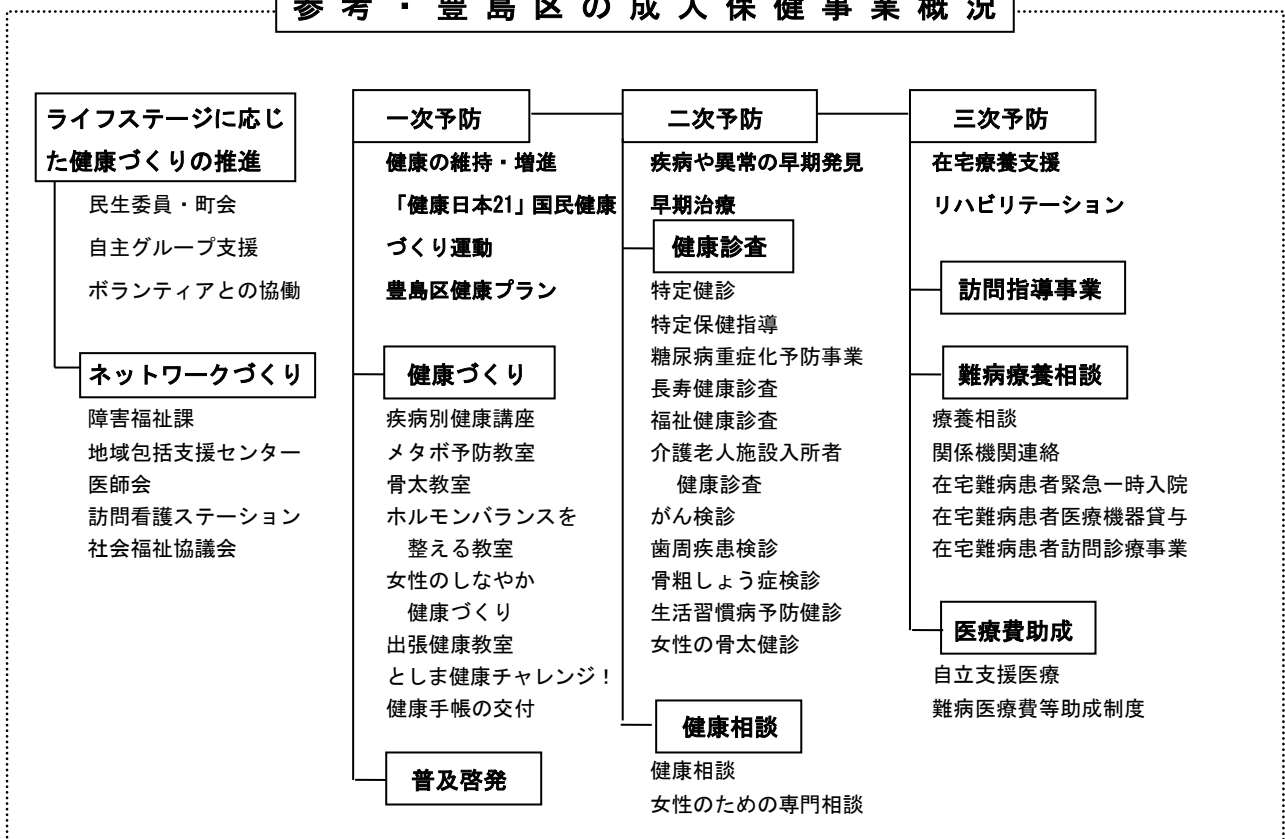 参考・豊島区の成人保健事業概況
ライフステージに応じ
た健康づくりの推進
民生委員・町会
自主グループ支援
ボランティアとの協働
ネットワークづくり
障害福祉課
地域包括支援センター
医師会
訪問看護ステーション
社会福祉協議会
一次予防
健康の維持・増進
「健康日本21」国民健康
づくり運動
豊島区健康プラン
健康づくり
疾病別健康講座
メタボ予防教室
骨太教室
ホルモンバランスを
整える教室
女性のしなやか
健康づくり
出張健康教室
としま健康チャレンジ！
健康手帳の交付
普及啓発
二次予防
疾病や異常の早期発見
早期治療
健康診査
特定健診
特定保健指導
糖尿病重症化予防事業
長寿健康診査
福祉健康診査
介護老人施設入所者
健康診査
がん検診
歯周疾患検診
骨粗しょう症検診
生活習慣病予防健診
女性の骨太健診
健康相談
健康相談
女性のための専門相談
三次予防
在宅療養支援
リハビリテーション
訪問指導事業
難病療養相談
療養相談
関係機関連絡
在宅難病患者緊急一時入院
在宅難病患者医療機器貸与
在宅難病患者訪問診療事業
医療費助成
自立支援医療
難病医療費等助成制度